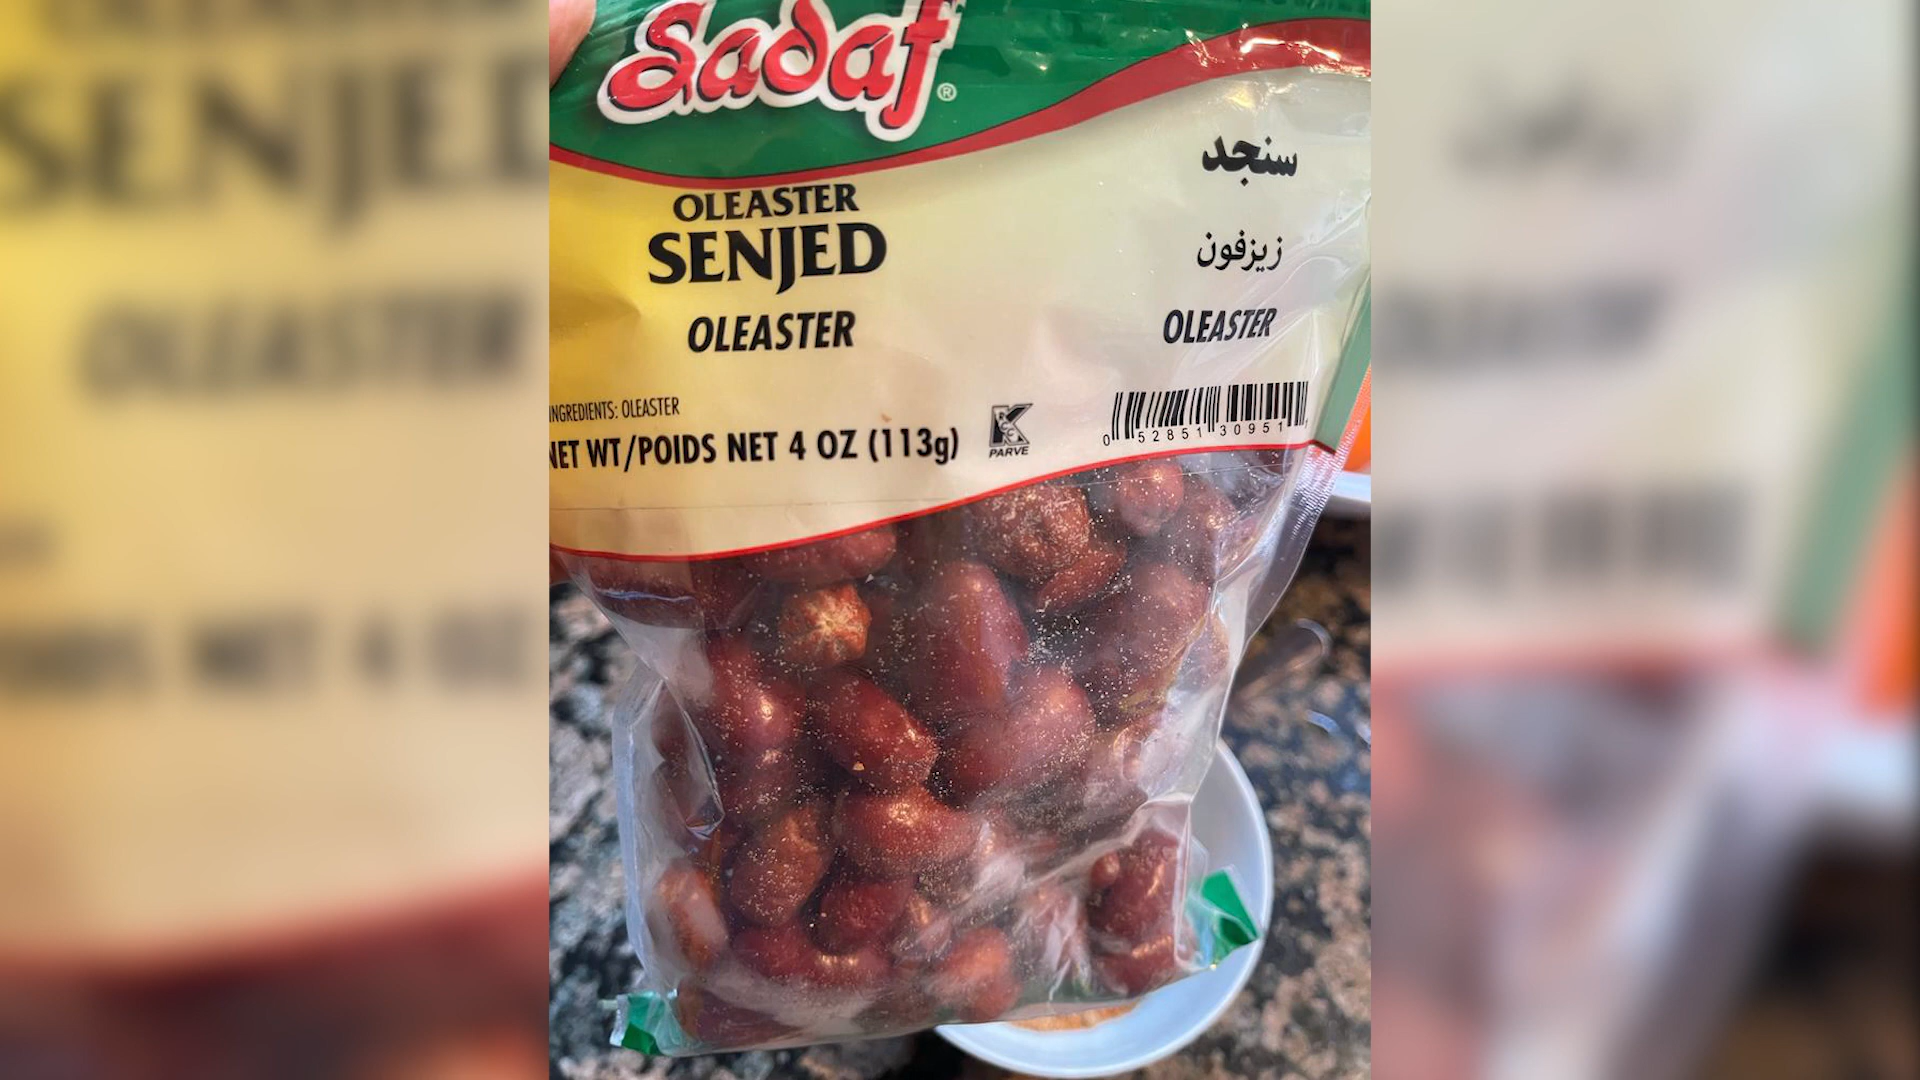 Sadaf®
OLEASTER
SENJED
OLEASTER
سنجد
زيزفون
OLEASTER
INGREDIENTS: OLEASTER
NET WT/POIDS NET 4 OZ (113g)
K
PARVE
0 52851 30951